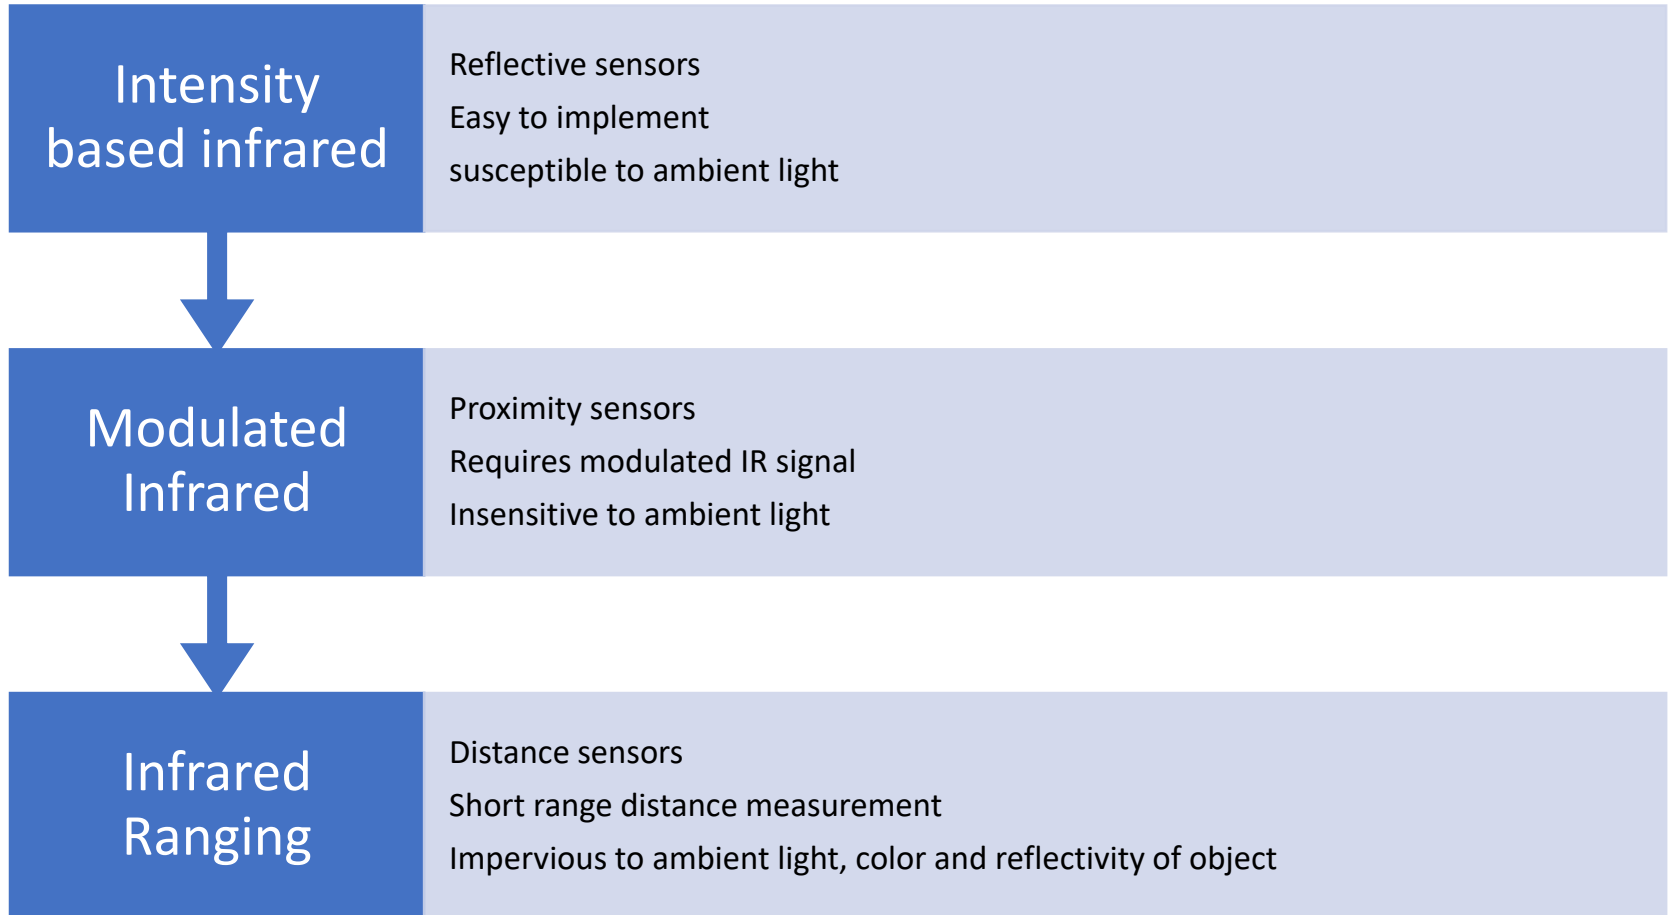 Intensity
based infrared
Reflective sensors
Easy to implement
susceptible to ambient light
Modulated
Infrared
Proximity sensors
Requires modulated IR signal
Insensitive to ambient light
Infrared
Ranging
Distance sensors
Short range distance measurement
Impervious to ambient light, color and reflectivity of object